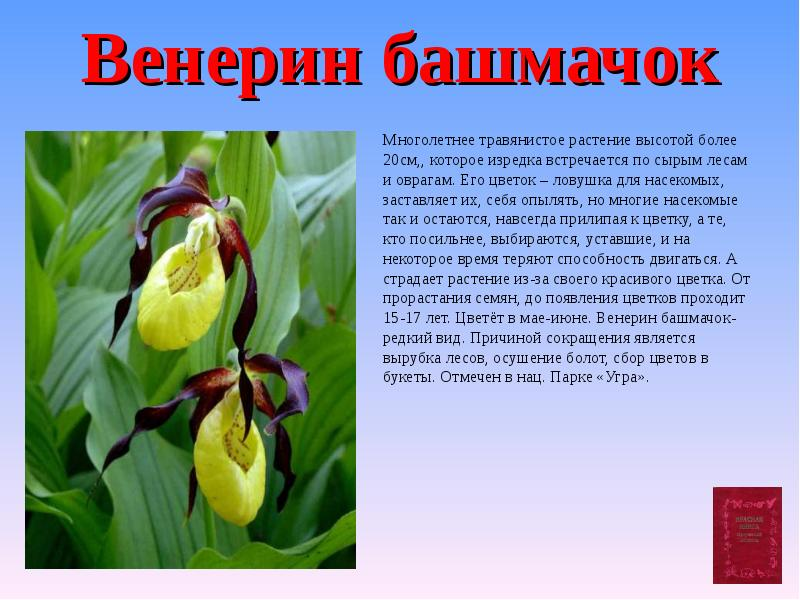 Венерин башмачок
Многолетнее травянистое растение высотой более
20см,, которое изредка встречается по сырым лесам
и оврагам. Его цветок – ловушка для насекомых,
заставляет их, себя опылять, но многие насекомые
так и остаются, навсегда прилипая к цветку, а те,
кто посильнее, выбираются, уставшие, и на
некоторое время теряют способность двигаться. А
страдает растение из-за своего красивого цветка. От
прорастания семян, до появления цветков проходит
15-17 лет. Цветёт в мае-июне. Венерин башмачок-
редкий вид. Причиной сокращения является
вырубка лесов, осушение болот, сбор цветов в
букеты. Отмечен в нац. Парке «Угра».
КРАСНАЯ
КНИГА